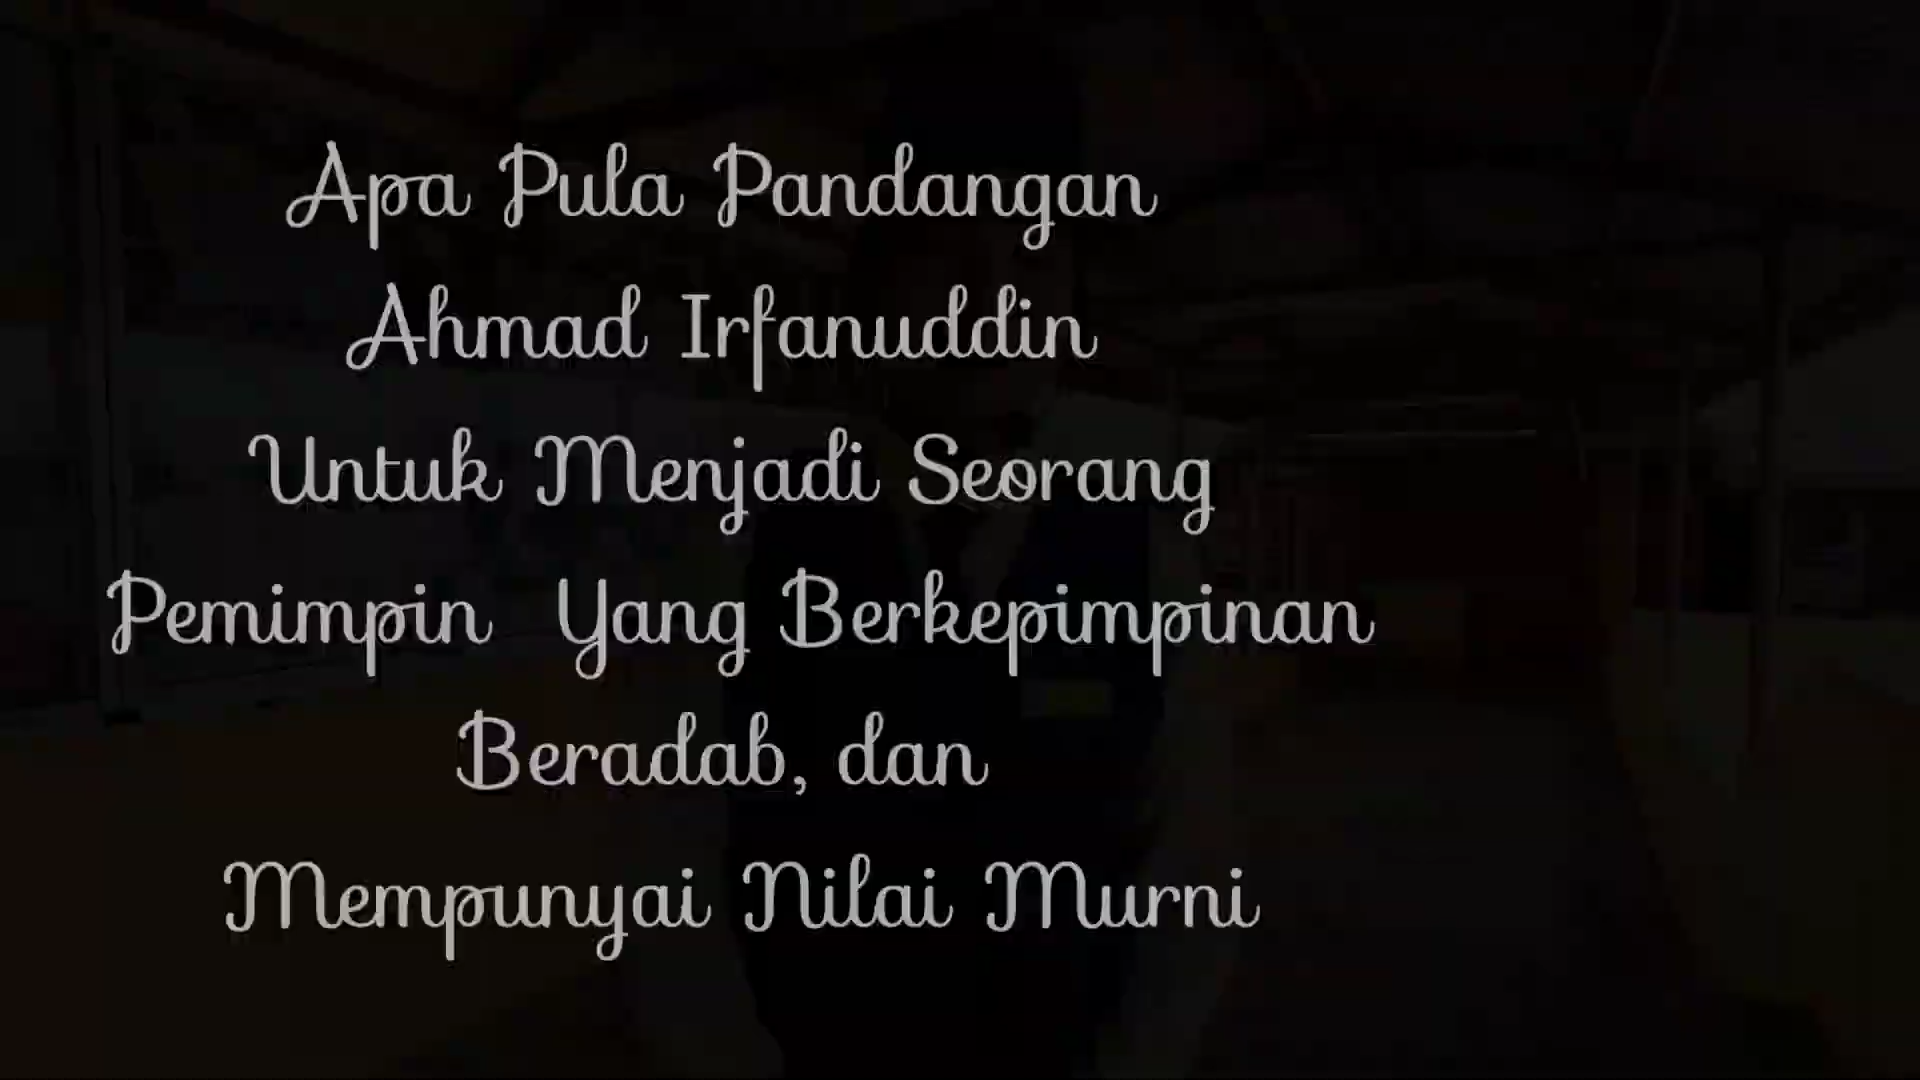 Apa Pula Pandangan
Ahmad Irfanuddin
Untuk Menjadi Seorang
Pemimpin Yang Berkepimpinan
Beradab, dan
Mempunyai Nilai Murni